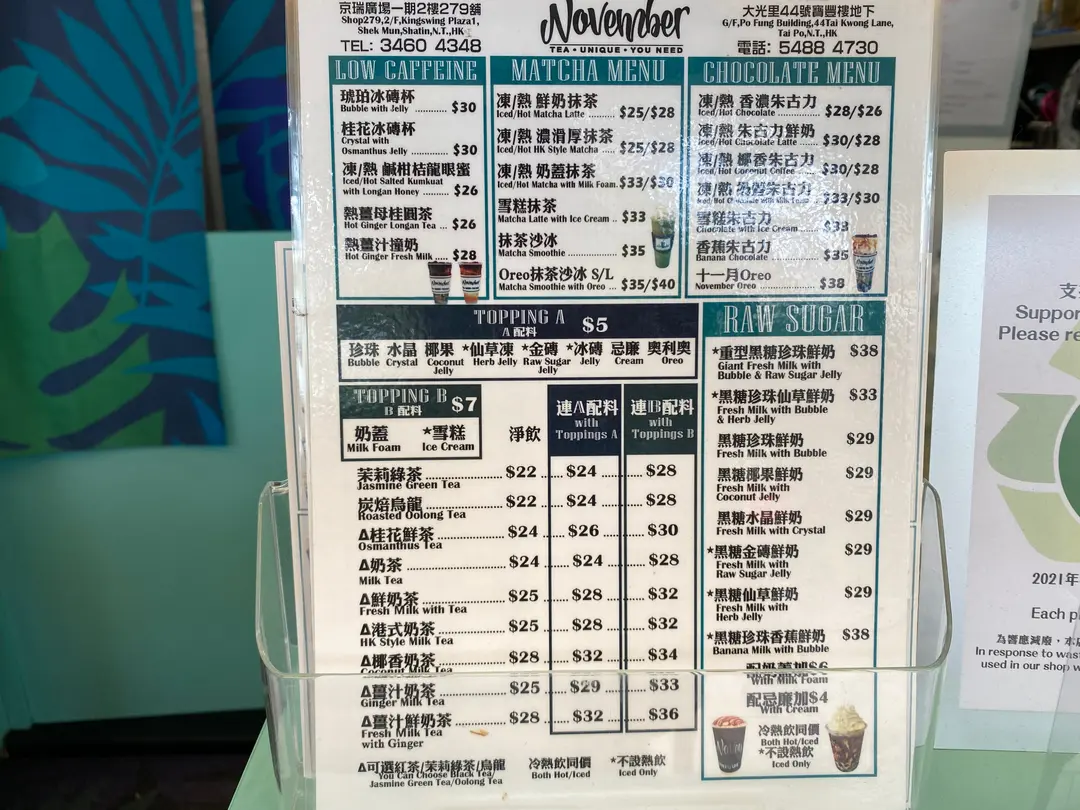 京瑞廣場一期2樓279舖
Shop279,2/F,Kingswing Plaza1,
Shek Mun,Shatin,N.T.,HK
TEL: 3460 4348
November
TEA · UNIQUE · YOU NEED
大光里44號寶豐樓地下
G/F,Po Fung Building,44Tai Kwong Lane,
Tai Po,N.T.,HK
電話: 5488 4730
LOW CAFFEINE
琥珀冰磚杯
Bubble with Jelly ........... $30
桂花冰磚杯
Crystal with
Osmanthus Jelly ........... $30
凍/熱 鹹柑桔龍眼蜜
Iced/Hot Salted Kumkuat
with Longan Honey ......... $26
熱薑母桂圓茶
Hot Ginger Longan Tea ... $26
熱薑汁撞奶
Hot Ginger Fresh Milk .... $28
MATCHA MENU
凍/熱 鮮奶抹茶
Iced/Hot Matcha Latte ......... $25/$28
凍/熱 濃滑厚抹茶
Iced/Hot HK Style Matcha ..... $25/$28
凍/熱 奶蓋抹茶
Iced/Hot Matcha with Milk Foam. $33/$30
雪糕抹茶
Matcha Latte with Ice Cream .. $33
抹茶沙冰
Matcha Smoothie ................ $35
Oreo抹茶沙冰 S/L
Matcha Smoothie with Oreo ... $35/$40
CHOCOLATE MENU
凍/熱 香濃朱古力
Iced/Hot Chocolate ............... $28/$26
凍/熱 朱古力鮮奶
Iced/Hot Chocolate Latte ...... $30/$28
凍/熱 椰香朱古力
Iced/Hot Coconut Coffee ... $30/$28
凍/熱 奶蓋朱古力
$33/$30
雪糕朱古力
Chocolate with Ice Cream ...... $33
香蕉朱古力
Banana Chocolate ............... $35
十一月Oreo
November Oreo .................. $38
TOPPING A
A 配料 $5
珍珠 水晶 椰果 *仙草凍 *金磚 *冰磚 忌廉 奧利奧
Bubble Crystal Coconut Jelly Herb Jelly Raw Sugar Jelly Jelly Cream Oreo
TOPPING B
B 配料 $7
奶蓋 *雪糕
Milk Foam Ice Cream
淨飲
連A配料
with
Toppings A
連B配料
with
Toppings B
茉莉綠茶 $22 $24 $28
Jasmine Green Tea
炭焙烏龍 $22 $24 $28
Roasted Oolong Tea
Δ桂花鮮茶 $24 $26 $30
Osmanthus Tea
Δ奶茶 $24 $24 $28
Milk Tea
Δ鮮奶茶 $25 $28 $32
Fresh Milk with Tea
Δ港式奶茶 $25 $28 $32
HK Style Milk Tea
Δ椰香奶茶 $28 $32 $34
Coconut Milk Tea
Δ薑汁奶茶 $25 $29 $33
Ginger Milk Tea
Δ薑汁鮮奶茶 $28 $32 $36
Fresh Milk Tea
with Ginger
Δ可選紅茶/茉莉綠茶/烏龍
You Can Choose Black Tea/
Jasmine Green Tea/Oolong Tea
冷熱飲同價
Both Hot/Iced
*不設熱飲
Iced Only
RAW SUGAR
*重型黑糖珍珠鮮奶 $38
Giant Fresh Milk with
Bubble & Raw Sugar Jelly
*黑糖珍珠仙草鮮奶 $33
Fresh Milk with Bubble
& Herb Jelly
黑糖珍珠鮮奶 $29
Fresh Milk with Bubble
黑糖椰果鮮奶 $29
Fresh Milk with
Coconut Jelly
黑糖水晶鮮奶 $29
Fresh Milk with Crystal
*黑糖金磚鮮奶 $29
Fresh Milk with
Raw Sugar Jelly
*黑糖仙草鮮奶 $29
Fresh Milk with
Herb Jelly
*黑糖珍珠香蕉鮮奶 $38
Banana Milk with Bubble
配奶蓋加$6
With Milk Foam
配忌廉加$4
With Cream
冷熱飲同價
Both Hot/Iced
*不設熱飲
Iced Only
支
Suppor
Please re
2021年
Each pl
為響應減廢,本
In response to wast
used in our shop w